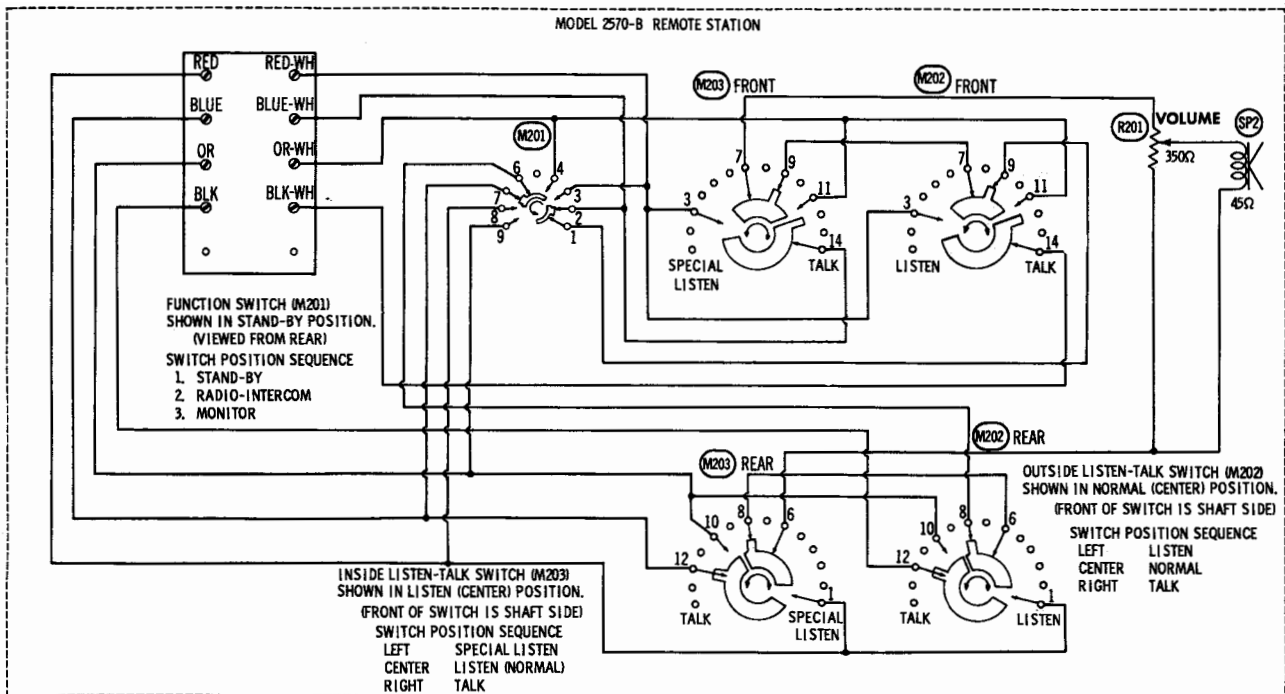 MODEL 2570-B REMOTE STATION
RED RED-WH
BLUE BLUE-WH
OR OR-WH
BLK BLK-WH
M201
6 4
7 3
8 2
9 1
M203 FRONT
7 9
3 11
14
SPECIAL LISTEN
TALK
M202 FRONT
7 9
3 11
14
LISTEN
TALK
R201
VOLUME
350Ω
SP2
45Ω
FUNCTION SWITCH (M201)
SHOWN IN STAND-BY POSITION.
(VIEWED FROM REAR)
SWITCH POSITION SEQUENCE
1. STAND-BY
2. RADIO-INTERCOM
3. MONITOR
M203 REAR
8 6
10
12
1
TALK
SPECIAL
LISTEN
M202 REAR
8 6
10
12
1
TALK
LISTEN
INSIDE LISTEN-TALK SWITCH (M203)
SHOWN IN LISTEN (CENTER) POSITION.
(FRONT OF SWITCH IS SHAFT SIDE)
SWITCH POSITION SEQUENCE
LEFT SPECIAL LISTEN
CENTER LISTEN (NORMAL)
RIGHT TALK
OUTSIDE LISTEN-TALK SWITCH (M202)
SHOWN IN NORMAL (CENTER) POSITION.
(FRONT OF SWITCH IS SHAFT SIDE)
SWITCH POSITION SEQUENCE
LEFT LISTEN
CENTER NORMAL
RIGHT TALK